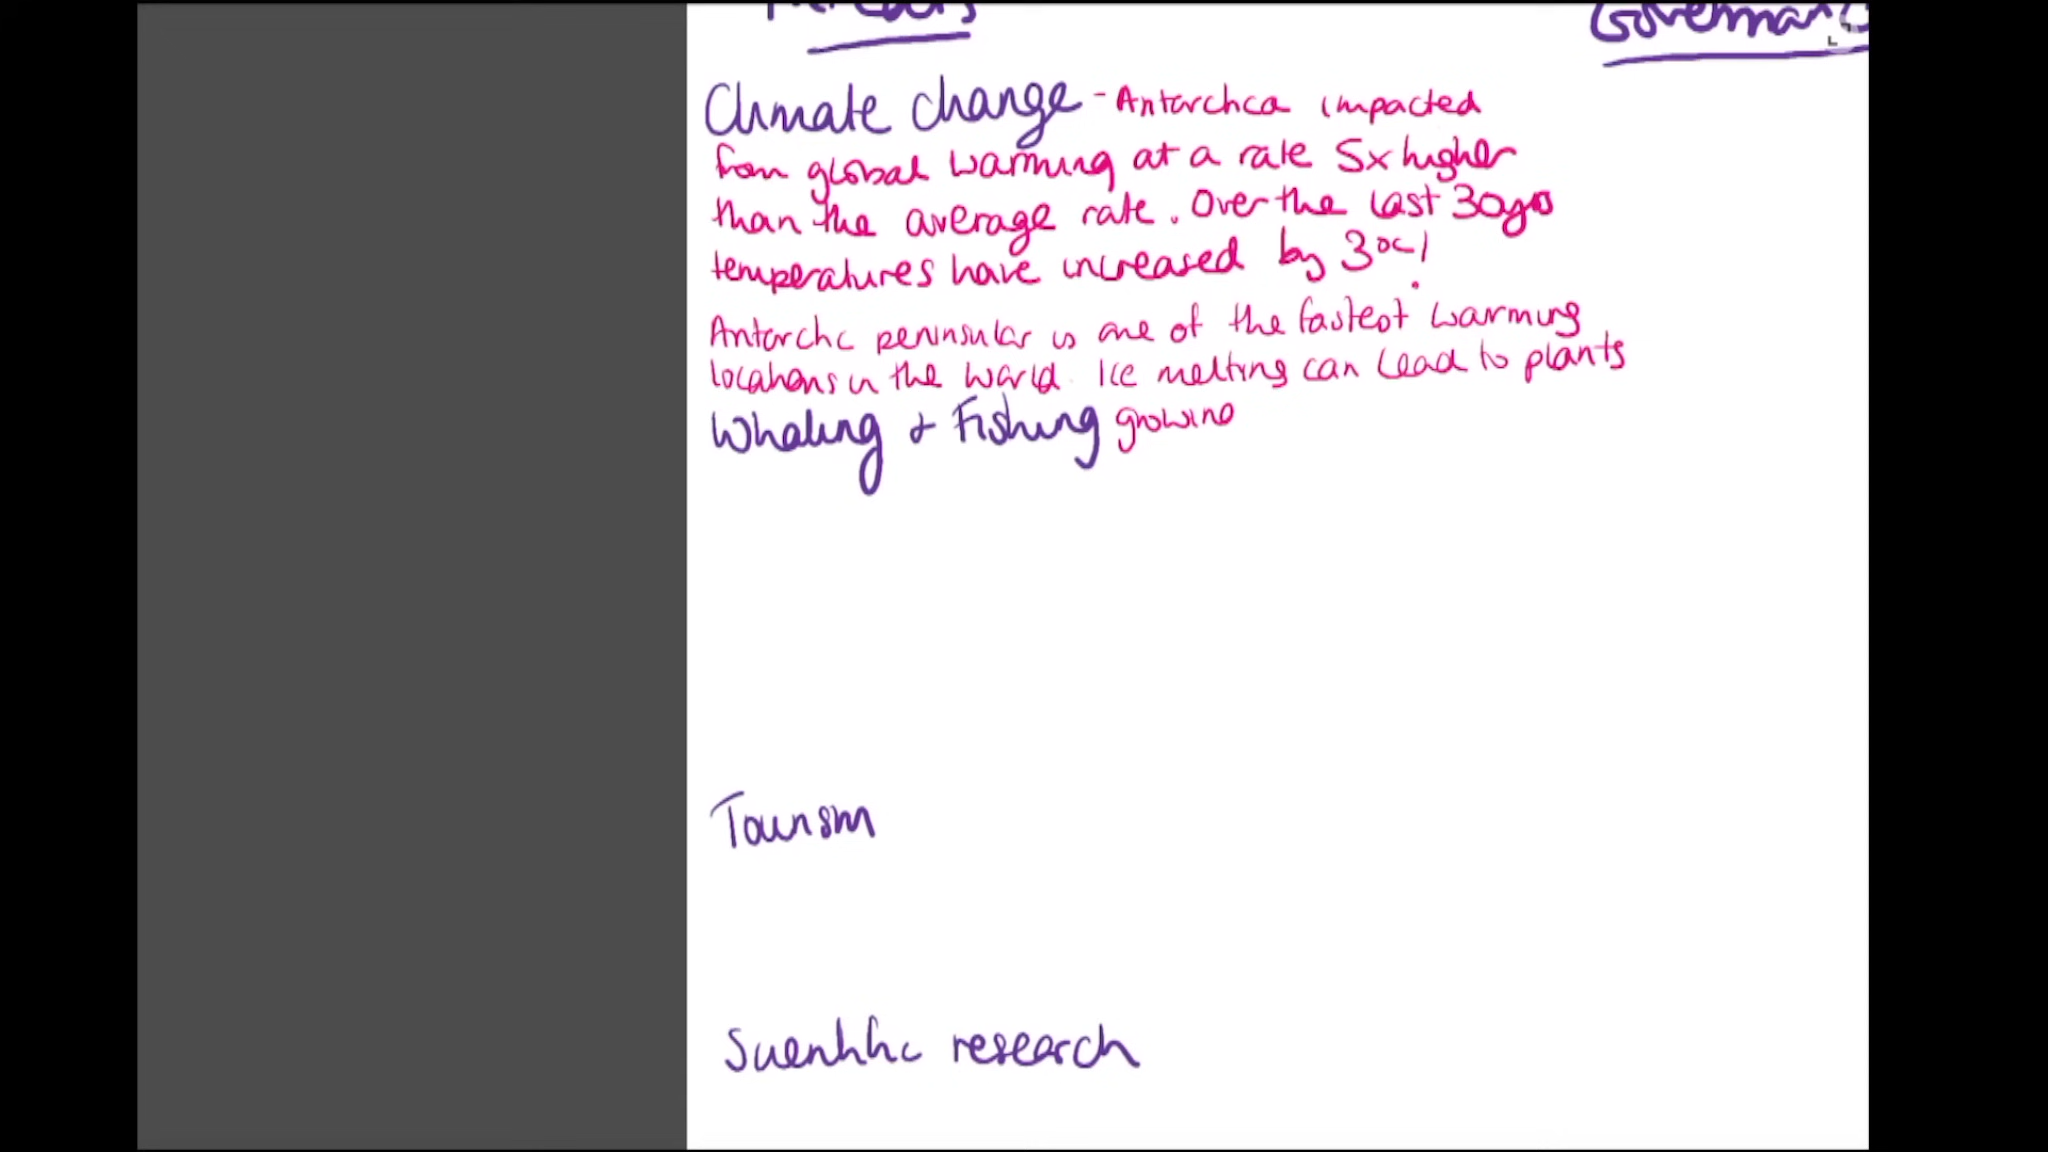 Threats
Governance
Climate change - Antarctica impacted
from global warming at a rate 5x higher
than the average rate. Over the last 30yrs
temperatures have increased by 3°C!
Antarctic peninsular is one of the fastest warming
locations in the world. Ice melting can lead to plants
growing
Whaling & Fishing
Tourism
Scientific research